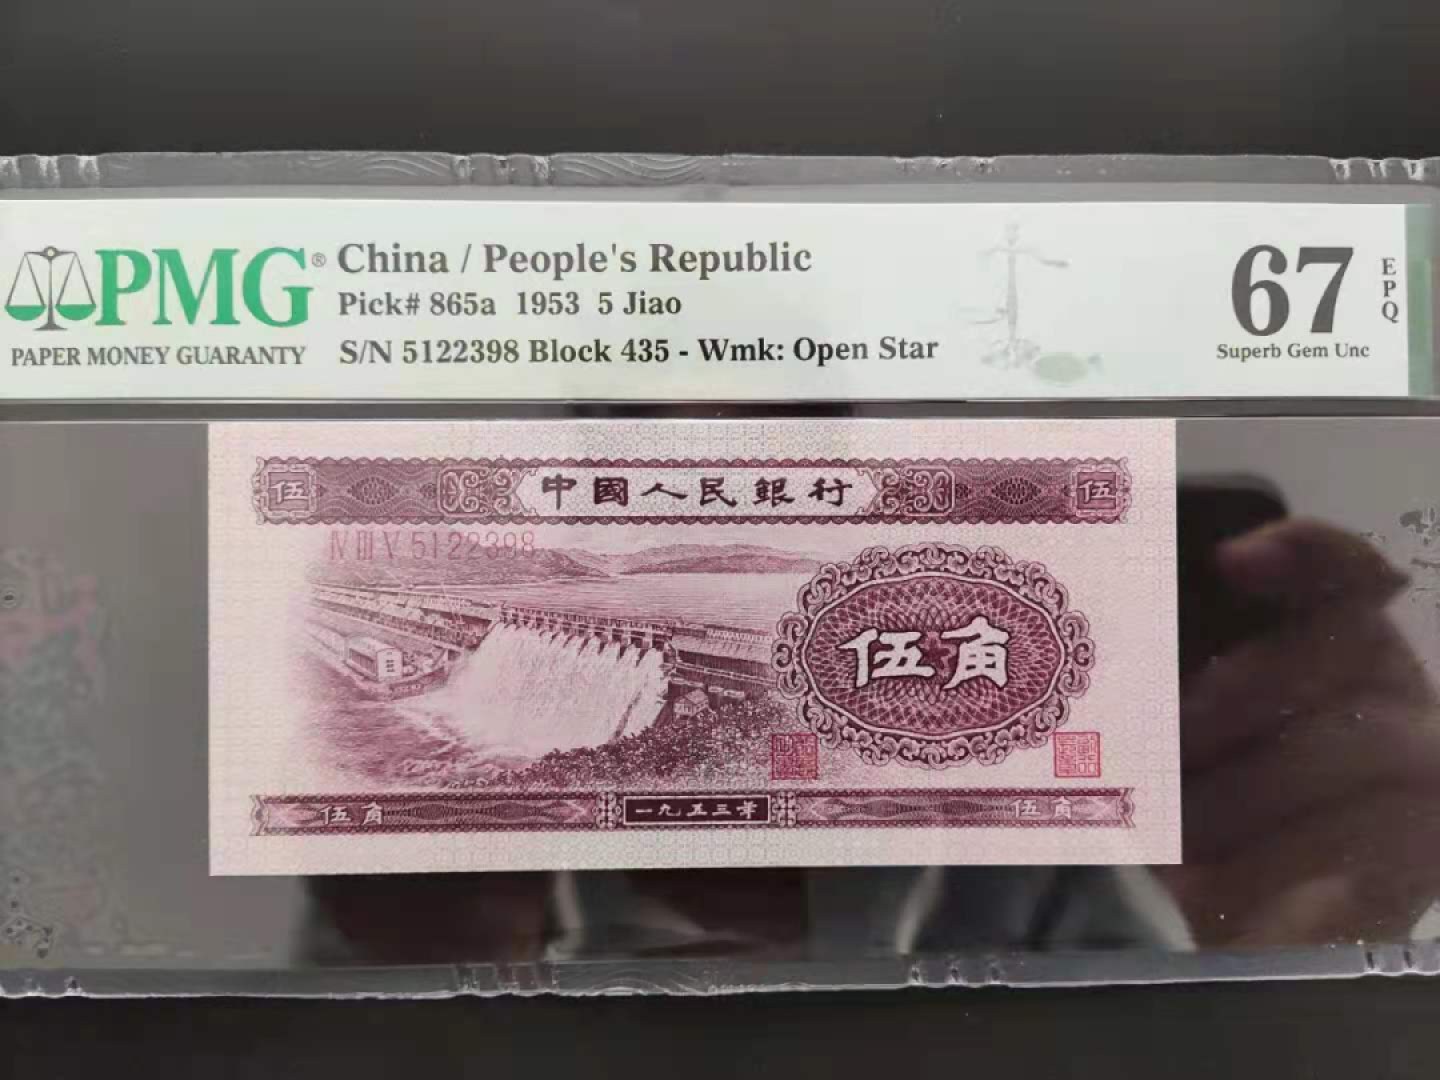 PMG®
PAPER MONEY GUARANTY
China / People's Republic
Pick# 865a 1953 5 Jiao
S/N 5122398 Block 435 - Wmk: Open Star
67
EPQ
Superb Gem Unc
伍 中國人民銀行 伍
IV III V 5122398
伍角
伍角 一九五三年 伍角